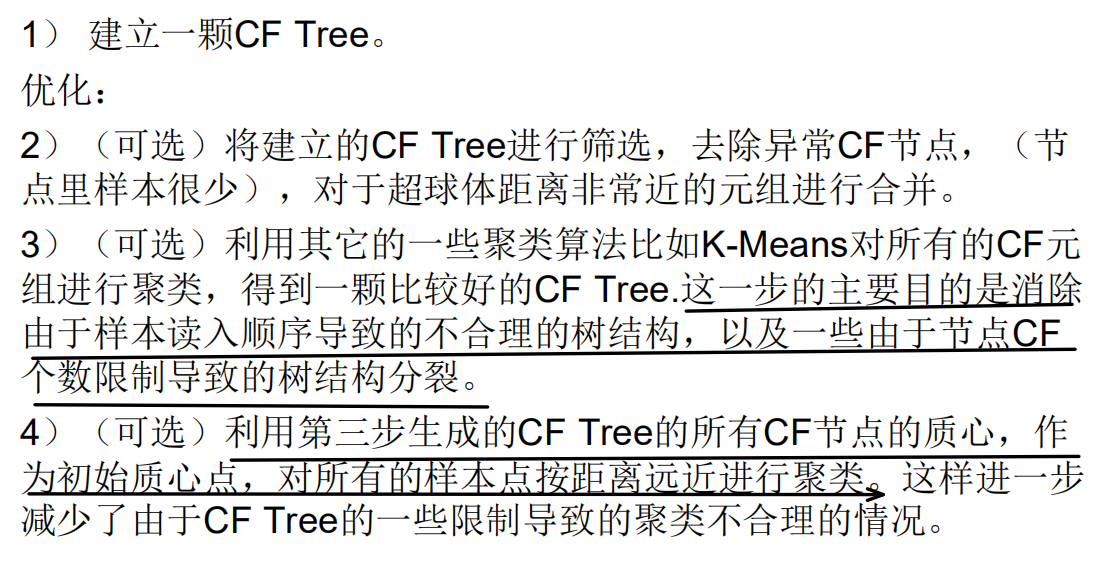 1） 建立一颗CF Tree。
优化：
2）（可选）将建立的CF Tree进行筛选，去除异常CF节点，（节
点里样本很少），对于超球体距离非常近的元组进行合并。
3）（可选）利用其它的一些聚类算法比如K-Means对所有的CF元
组进行聚类，得到一颗比较好的CF Tree.这一步的主要目的是消除
由于样本读入顺序导致的不合理的树结构，以及一些由于节点CF
个数限制导致的树结构分裂。
4）（可选）利用第三步生成的CF Tree的所有CF节点的质心，作
为初始质心点，对所有的样本点按距离远近进行聚类。这样进一步
减少了由于CF Tree的一些限制导致的聚类不合理的情况。